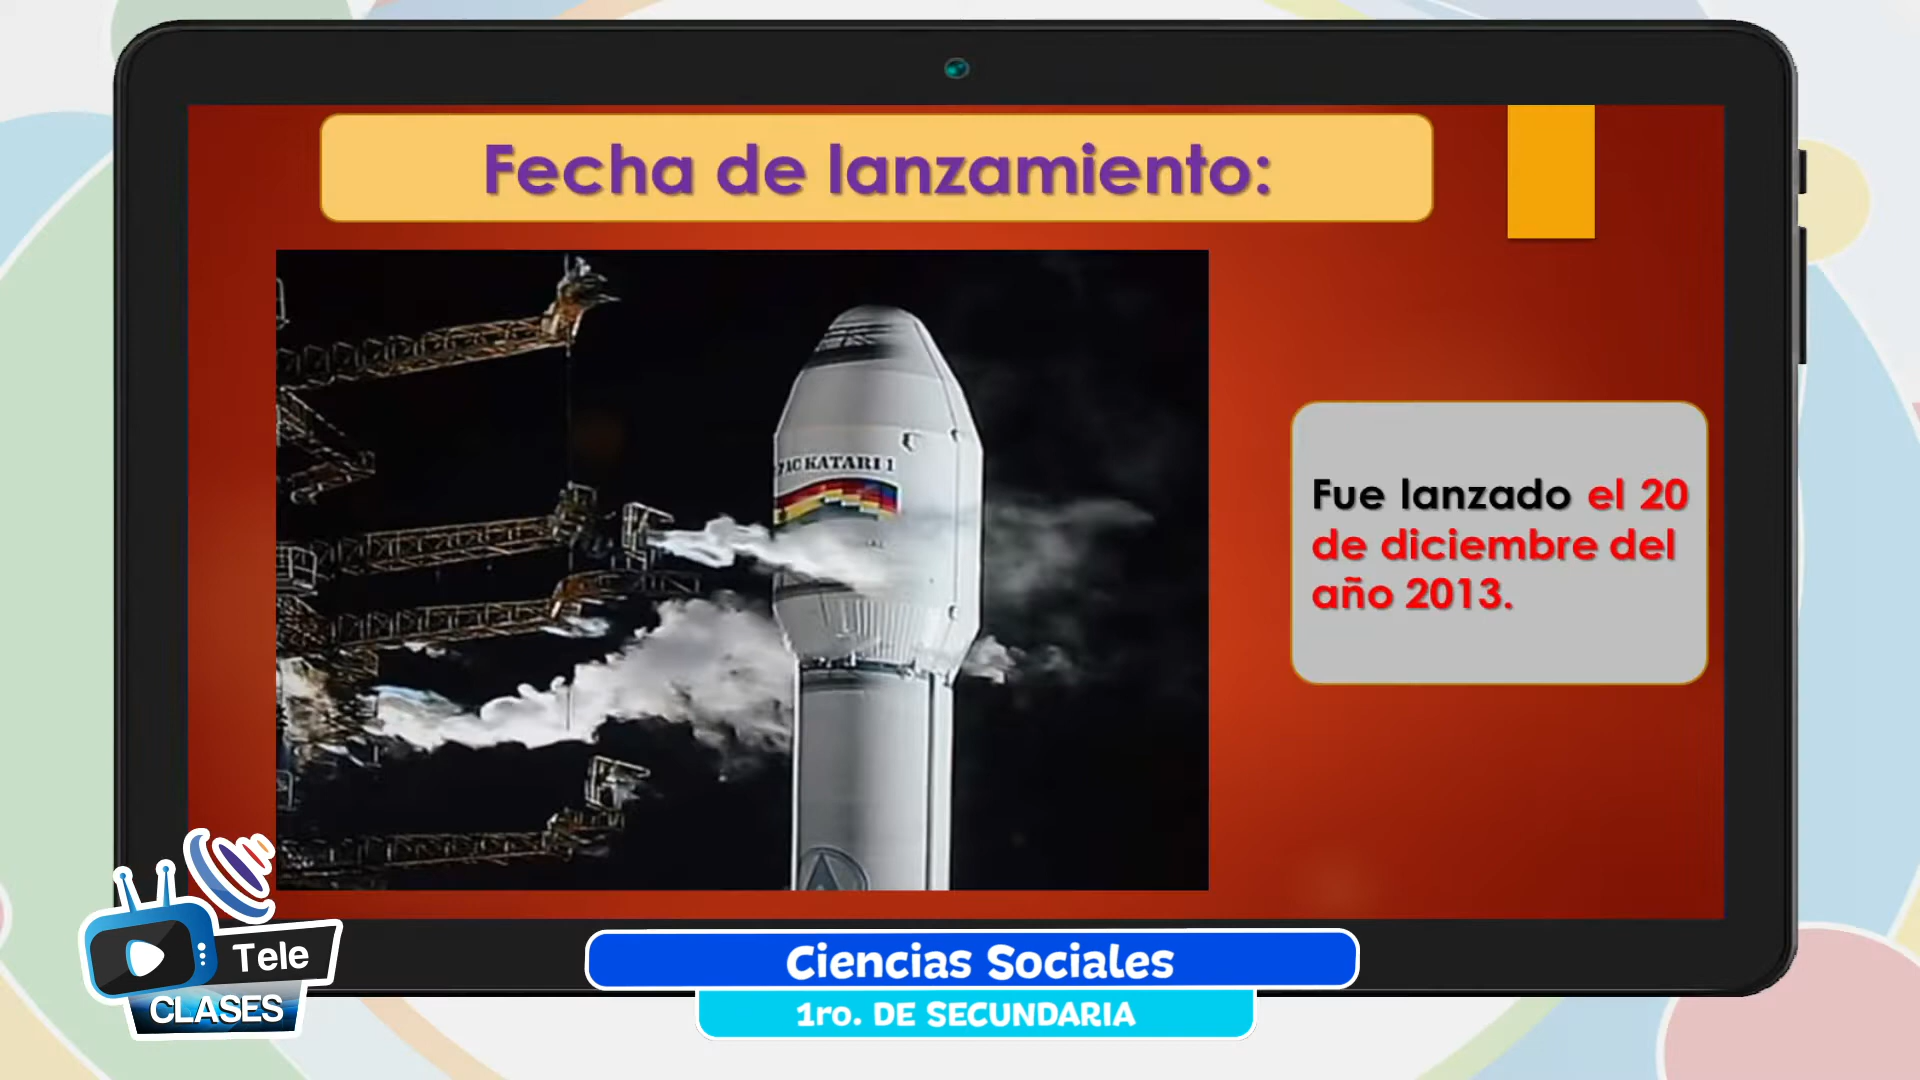 Fecha de lanzamiento:
KATARI 1
Fue lanzado el 20
de diciembre del
año 2013.
Tele
CLASES
Ciencias Sociales
1ro. DE SECUNDARIA